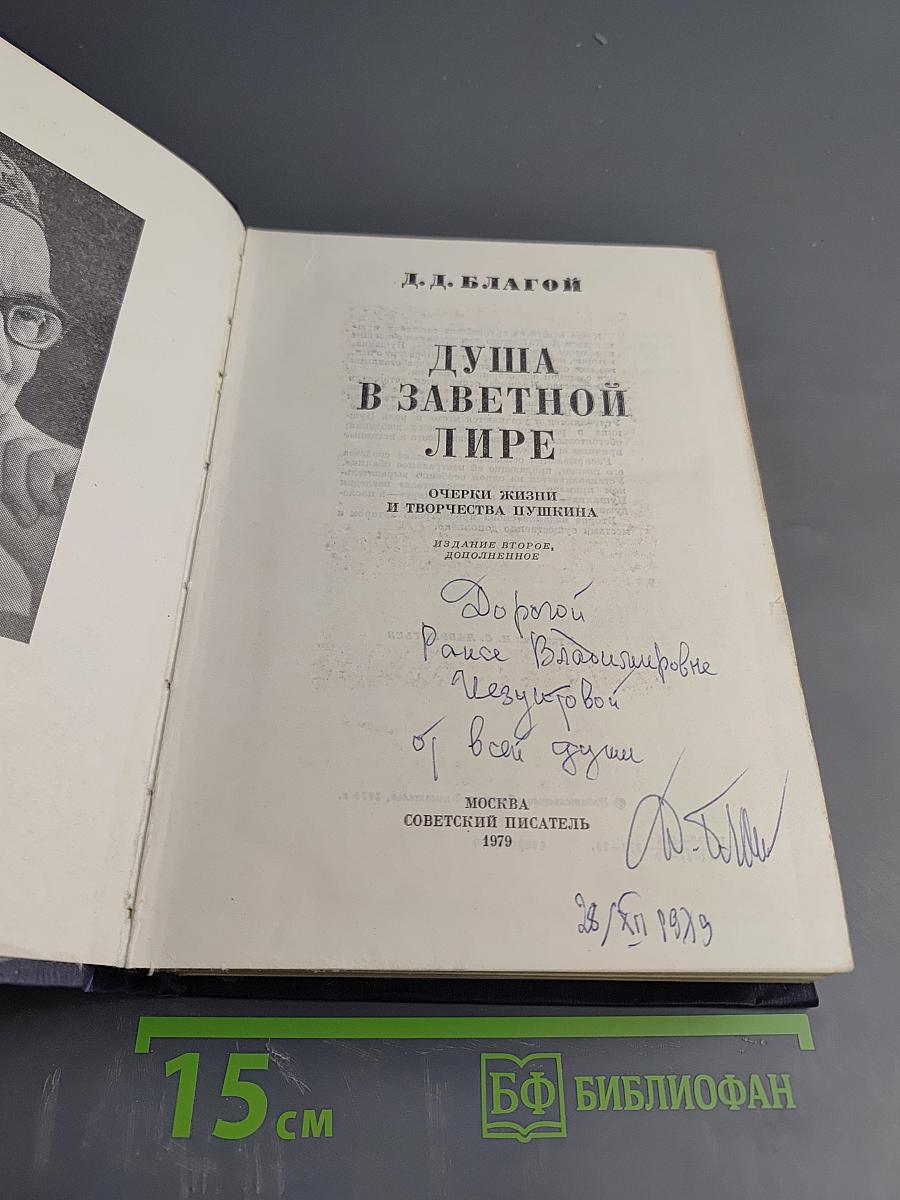 Д. Д. БЛАГОЙ
ДУША
В ЗАВЕТНОЙ
ЛИРЕ
ОЧЕРКИ ЖИЗНИ
И ТВОРЧЕСТВА ПУШКИНА
ИЗДАНИЕ ВТОРОЕ,
ДОПОЛНЕННОЕ
Дорогой
Раисе Владимировне
Иезуитовой
от всей души
Д. Благой
МОСКВА
СОВЕТСКИЙ ПИСАТЕЛЬ
1979
28/XII 1979
15 см
БФ БИБЛИОФАН